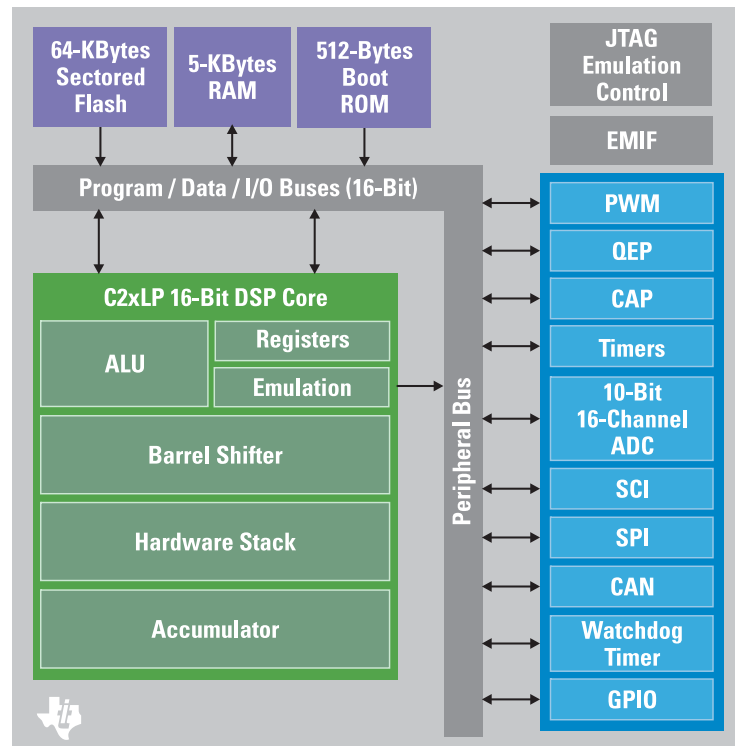 64-KBytes
Sectored
Flash
5-KBytes
RAM
512-Bytes
Boot
ROM
JTAG
Emulation
Control
EMIF
Program / Data / I/O Buses (16-Bit)
C2xLP 16-Bit DSP Core
ALU
Registers
Emulation
Barrel Shifter
Hardware Stack
Accumulator
Peripheral Bus
PWM
QEP
CAP
Timers
10-Bit
16-Channel
ADC
SCI
SPI
CAN
Watchdog
Timer
GPIO